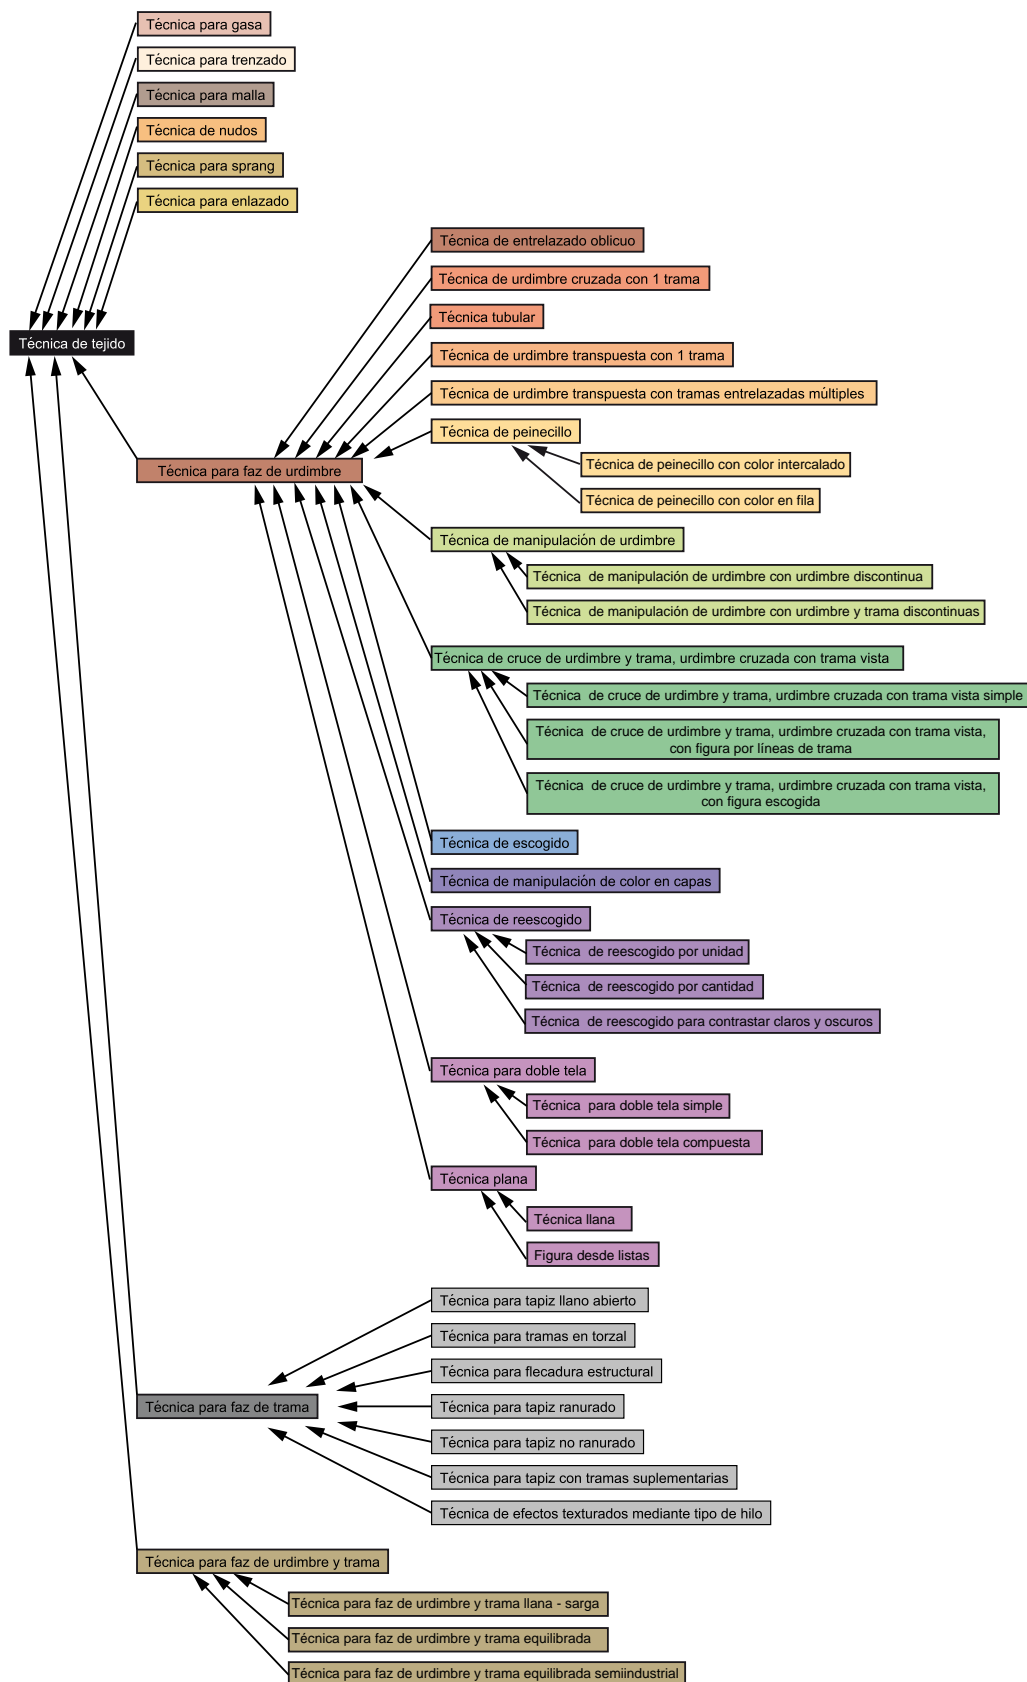 Técnica para gasa
Técnica para trenzado
Técnica para malla
Técnica de nudos
Técnica para sprang
Técnica para enlazado
Técnica de entrelazado oblicuo
Técnica de urdimbre cruzada con 1 trama
Técnica tubular
Técnica de tejido
Técnica de urdimbre transpuesta con 1 trama
Técnica de urdimbre transpuesta con tramas entrelazadas múltiples
Técnica de peinecillo
Técnica para faz de urdimbre
Técnica de peinecillo con color intercalado
Técnica de peinecillo con color en fila
Técnica de manipulación de urdimbre
Técnica  de manipulación de urdimbre con urdimbre discontinua
Técnica  de manipulación de urdimbre con urdimbre y trama discontinuas
Técnica de cruce de urdimbre y trama, urdimbre cruzada con trama vista
Técnica  de cruce de urdimbre y trama, urdimbre cruzada con trama vista simple
Técnica  de cruce de urdimbre y trama, urdimbre cruzada con trama vista,
con figura por líneas de trama
Técnica  de cruce de urdimbre y trama, urdimbre cruzada con trama vista,
con figura escogida
Técnica de escogido
Técnica de manipulación de color en capas
Técnica de reescogido
Técnica  de reescogido por unidad
Técnica  de reescogido por cantidad
Técnica  de reescogido para contrastar claros y oscuros
Técnica para doble tela
Técnica  para doble tela simple
Técnica  para doble tela compuesta
Técnica plana
Técnica llana
Figura desde listas
Técnica para tapiz llano abierto
Técnica para tramas en torzal
Técnica para flecadura estructural
Técnica para faz de trama
Técnica para tapiz ranurado
Técnica para tapiz no ranurado
Técnica para tapiz con tramas suplementarias
Técnica de efectos texturados mediante tipo de hilo
Técnica para faz de urdimbre y trama
Técnica para faz de urdimbre y trama llana - sarga
Técnica para faz de urdimbre y trama equilibrada
Técnica para faz de urdimbre y trama equilibrada semiindustrial